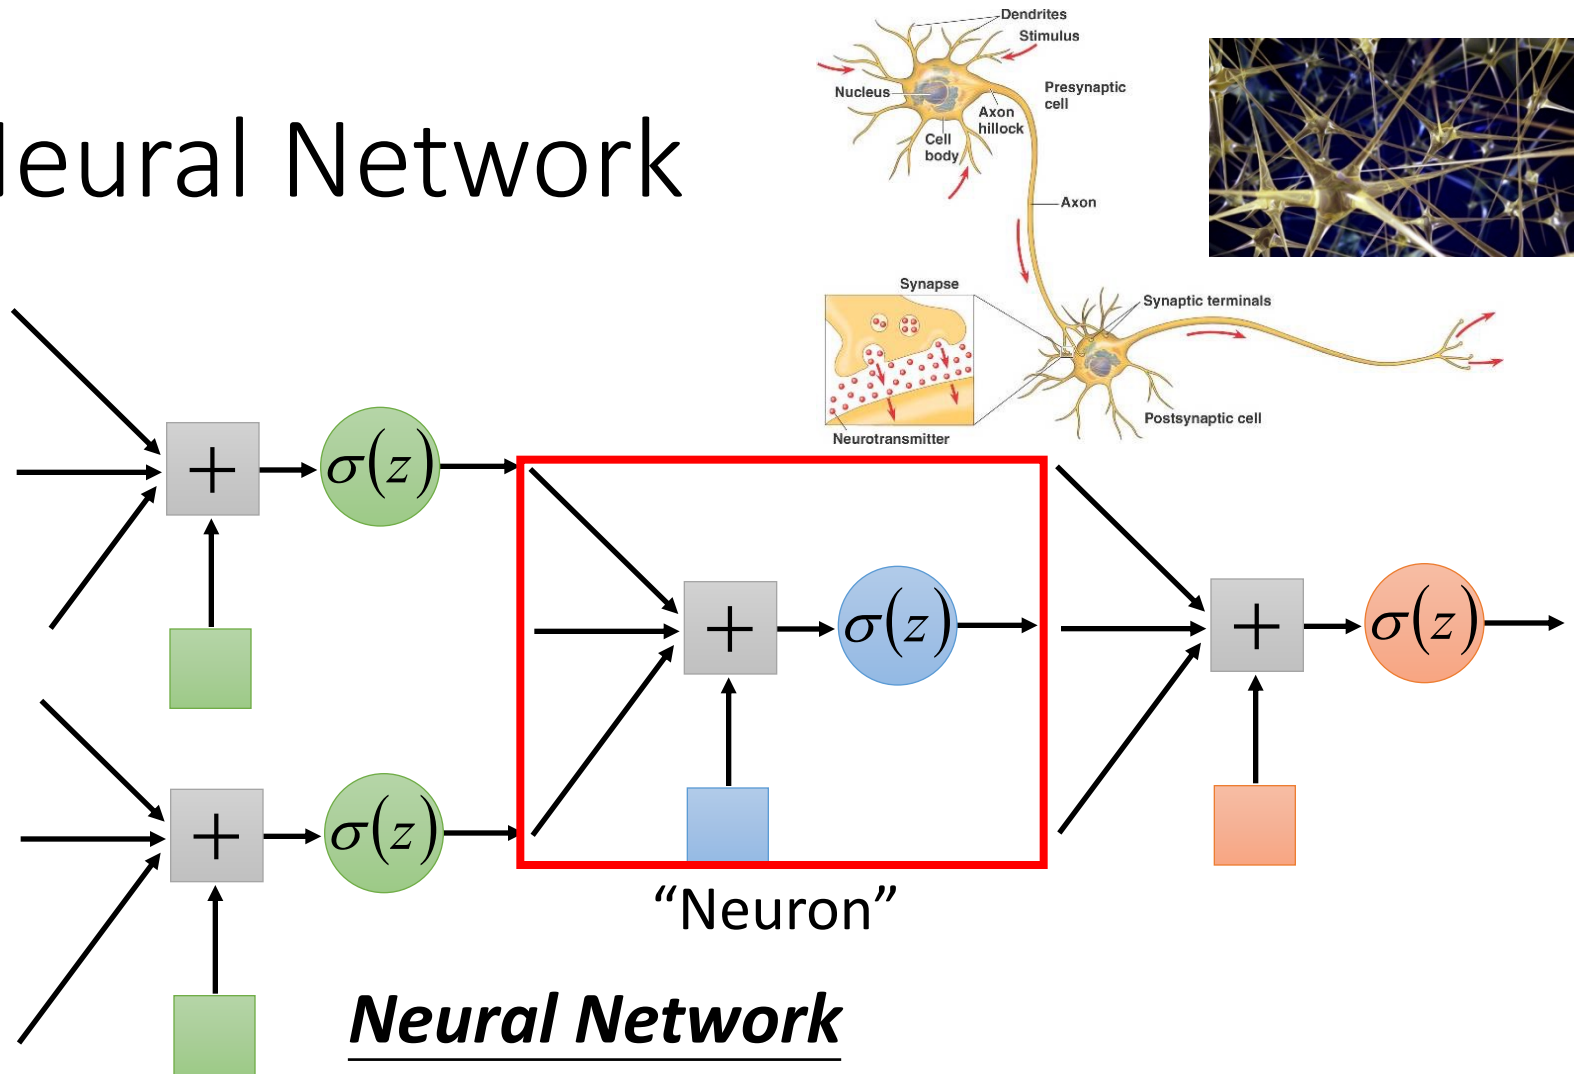 Neural Network
Dendrites
Stimulus
Nucleus
Presynaptic
cell
Axon
hillock
Cell
body
Axon
Synapse
Synaptic terminals
Postsynaptic cell
Neurotransmitter
+
σ(z)
+
σ(z)
+
σ(z)
+
σ(z)
“Neuron”
Neural Network